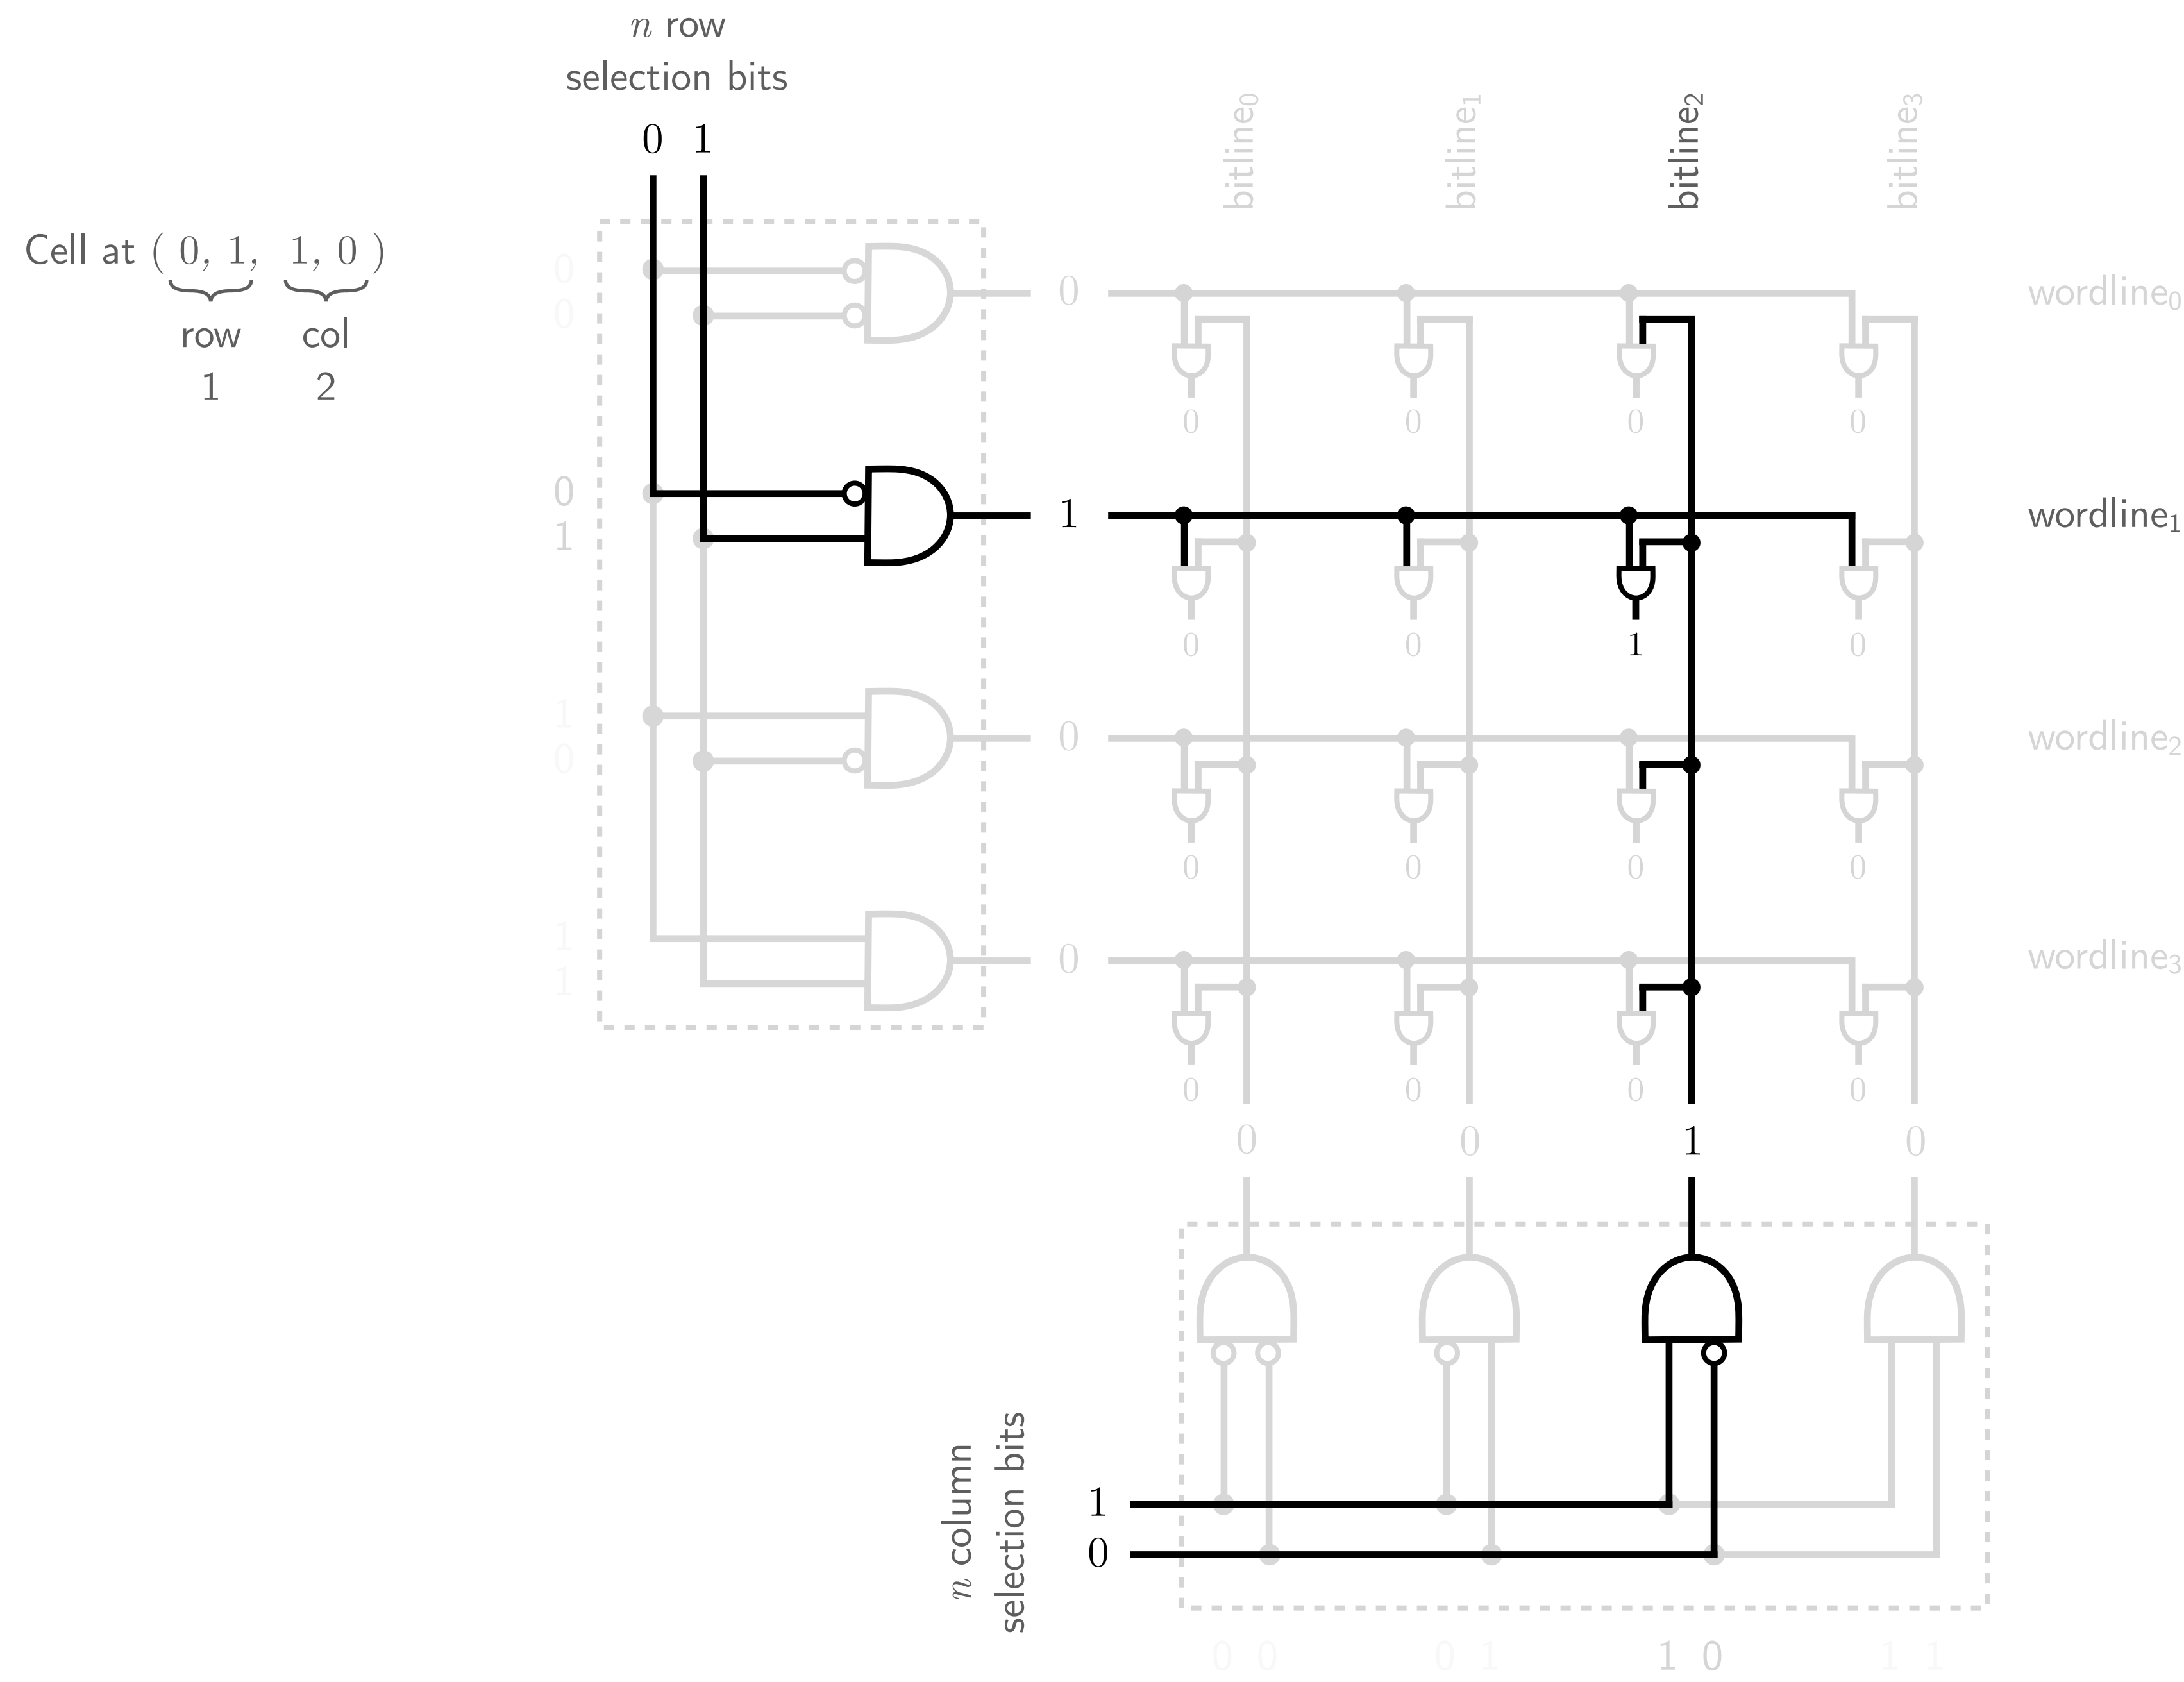 n row
selection bits
0 1
bitline0
bitline1
bitline2
bitline3
Cell at ( 0, 1, 1, 0 )
row col
1 2
0
0
0
wordline0
0 0 0 0
0
1
1
wordline1
0 0 1 0
1
0
0
wordline2
0 0 0 0
1
1
0
wordline3
0 0 0 0
0 0 1 0
n column
selection bits
1
0
0 0 0 1 1 0 1 1